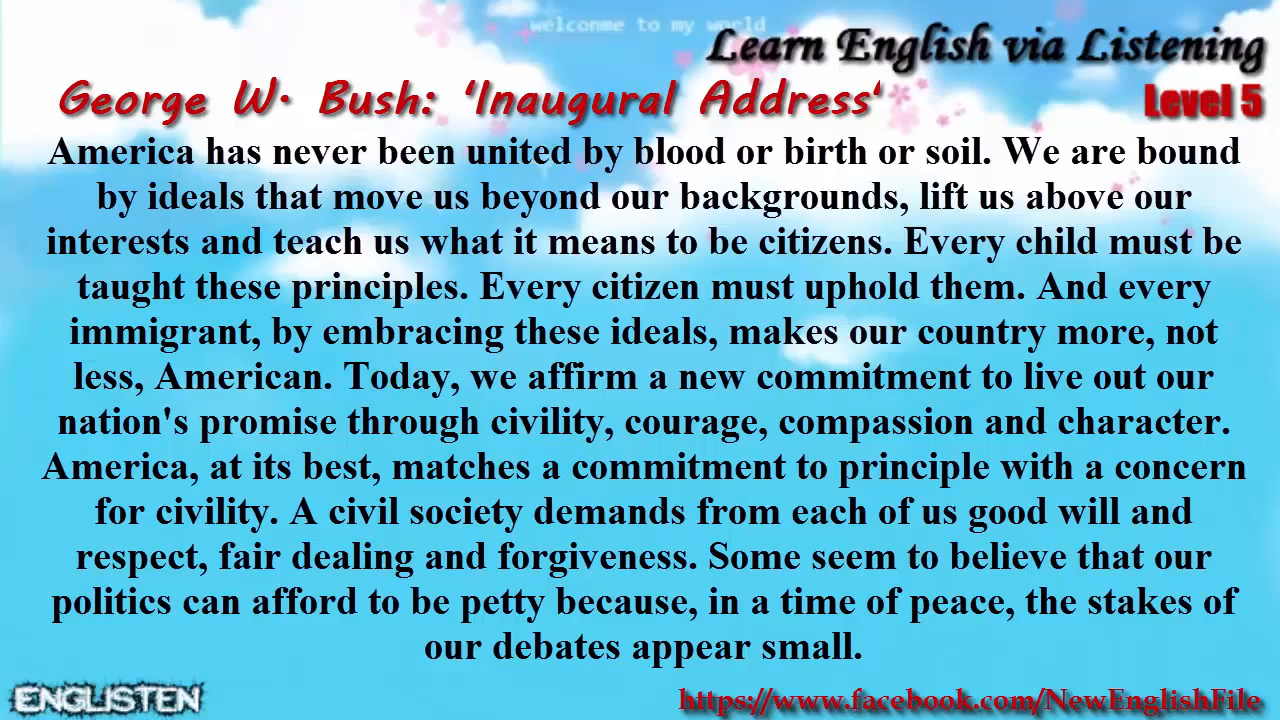 welconme to my world
Learn English via Listening
George W. Bush: 'Inaugural Address'
Level 5
America has never been united by blood or birth or soil. We are bound
by ideals that move us beyond our backgrounds, lift us above our
interests and teach us what it means to be citizens. Every child must be
taught these principles. Every citizen must uphold them. And every
immigrant, by embracing these ideals, makes our country more, not
less, American. Today, we affirm a new commitment to live out our
nation's promise through civility, courage, compassion and character.
America, at its best, matches a commitment to principle with a concern
for civility. A civil society demands from each of us good will and
respect, fair dealing and forgiveness. Some seem to believe that our
politics can afford to be petty because, in a time of peace, the stakes of
our debates appear small.
ENGLISTEN
https://www.facebook.com/NewEnglishFile